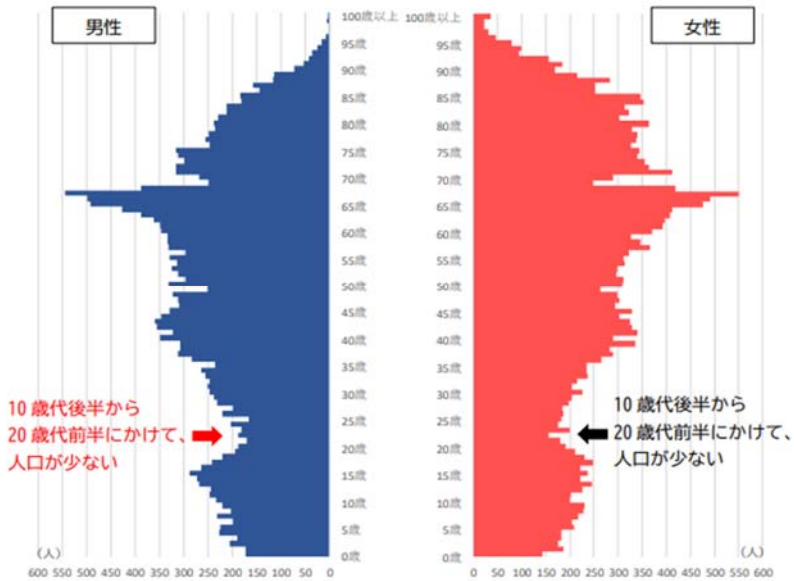 男性
女性
100歳以上
95歳
90歳
85歳
80歳
75歳
70歳
65歳
60歳
55歳
50歳
45歳
40歳
35歳
30歳
25歳
20歳
15歳
10歳
5歳
0歳
100歳以上
95歳
90歳
85歳
80歳
75歳
70歳
65歳
60歳
55歳
50歳
45歳
40歳
35歳
30歳
25歳
20歳
15歳
10歳
5歳
0歳
10歳代後半から
20歳代前半にかけて、
人口が少ない
10歳代後半から
20歳代前半にかけて、
人口が少ない
(人)
600 550 500 450 400 350 300 250 200 150 100 50 0
(人)
0 50 100 150 200 250 300 350 400 450 500 550 600